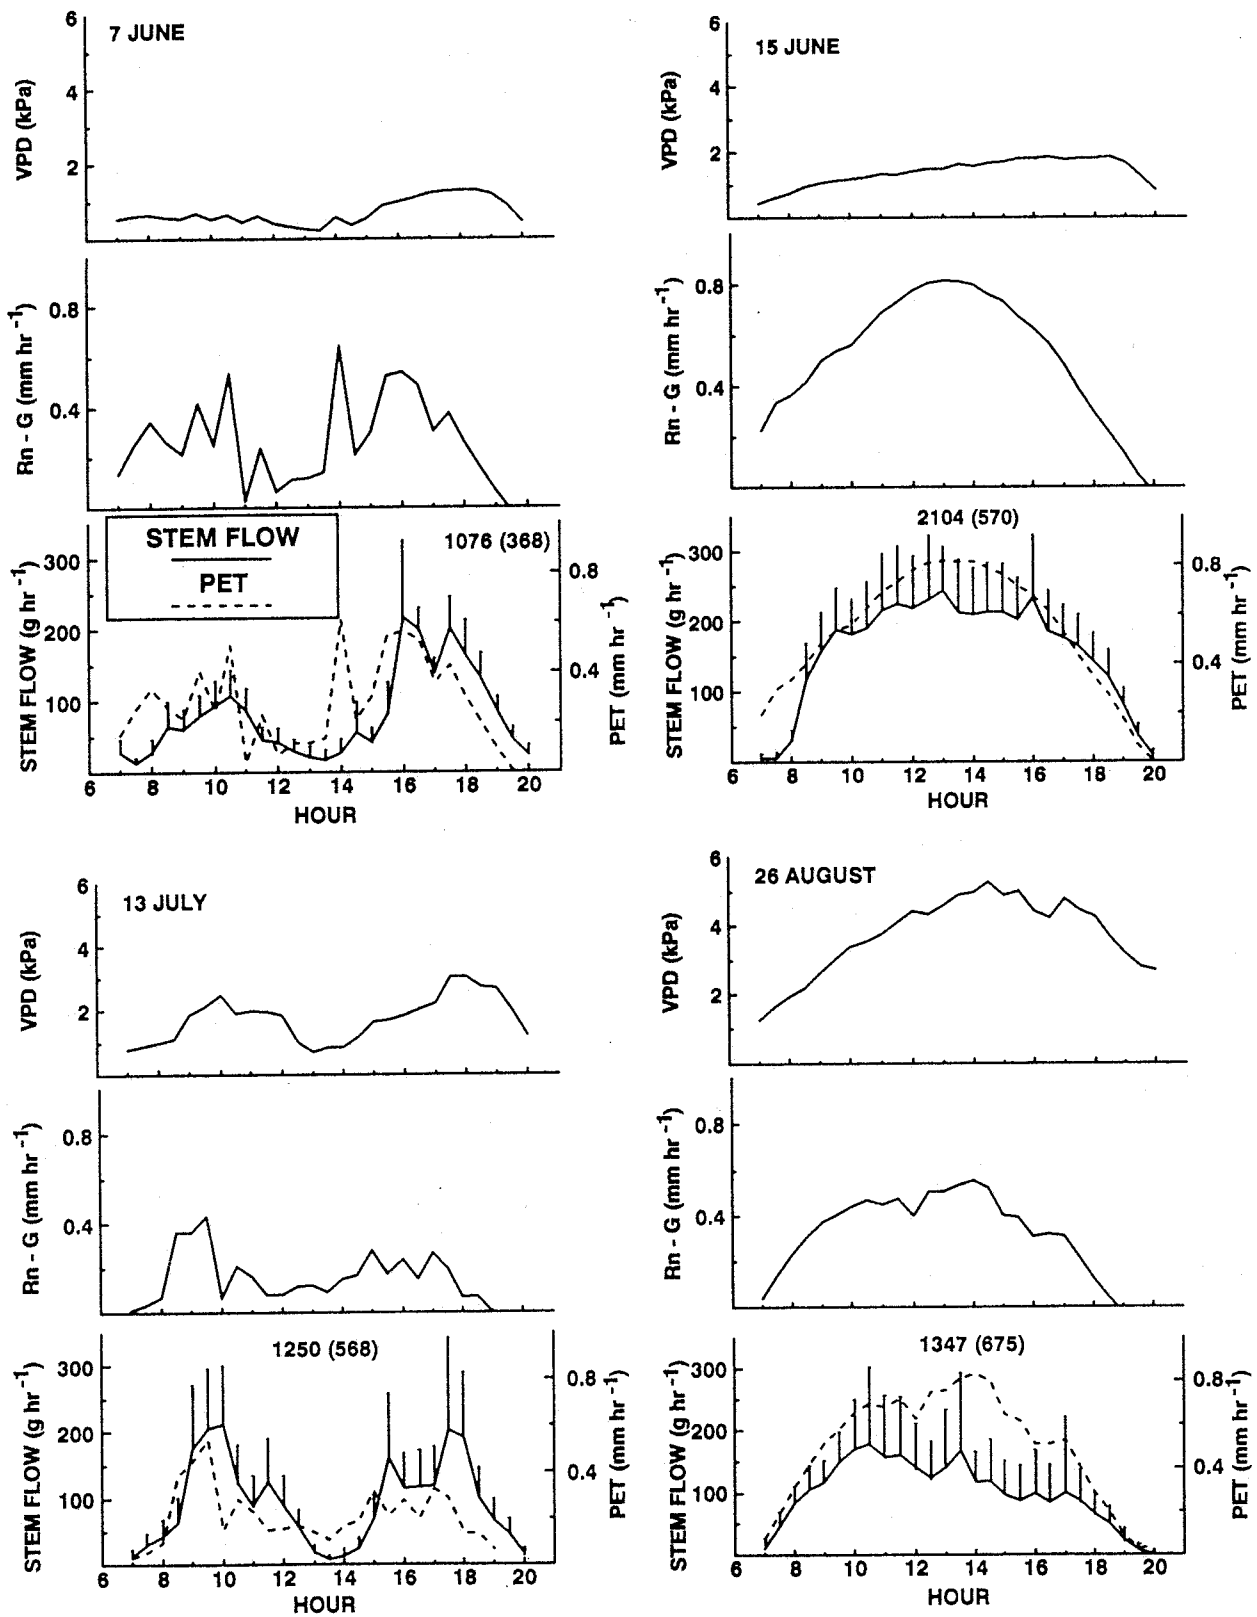 7 JUNE
VPD (kPa)
6
4
2
Rn - G (mm hr⁻¹)
0.8
0.4
STEM FLOW
PET
1076 (368)
STEM FLOW (g hr⁻¹)
300
200
100
0.8
0.4
PET (mm hr⁻¹)
6 8 10 12 14 16 18 20
HOUR
15 JUNE
VPD (kPa)
6
4
2
Rn - G (mm hr⁻¹)
0.8
0.4
2104 (570)
STEM FLOW (g hr⁻¹)
300
200
100
0.8
0.4
PET (mm hr⁻¹)
6 8 10 12 14 16 18 20
HOUR
13 JULY
VPD (kPa)
6
4
2
Rn - G (mm hr⁻¹)
0.8
0.4
1250 (568)
STEM FLOW (g hr⁻¹)
300
200
100
0.8
0.4
PET (mm hr⁻¹)
6 8 10 12 14 16 18 20
HOUR
26 AUGUST
VPD (kPa)
6
4
2
Rn - G (mm hr⁻¹)
0.8
0.4
1347 (675)
STEM FLOW (g hr⁻¹)
300
200
100
0.8
0.4
PET (mm hr⁻¹)
6 8 10 12 14 16 18 20
HOUR